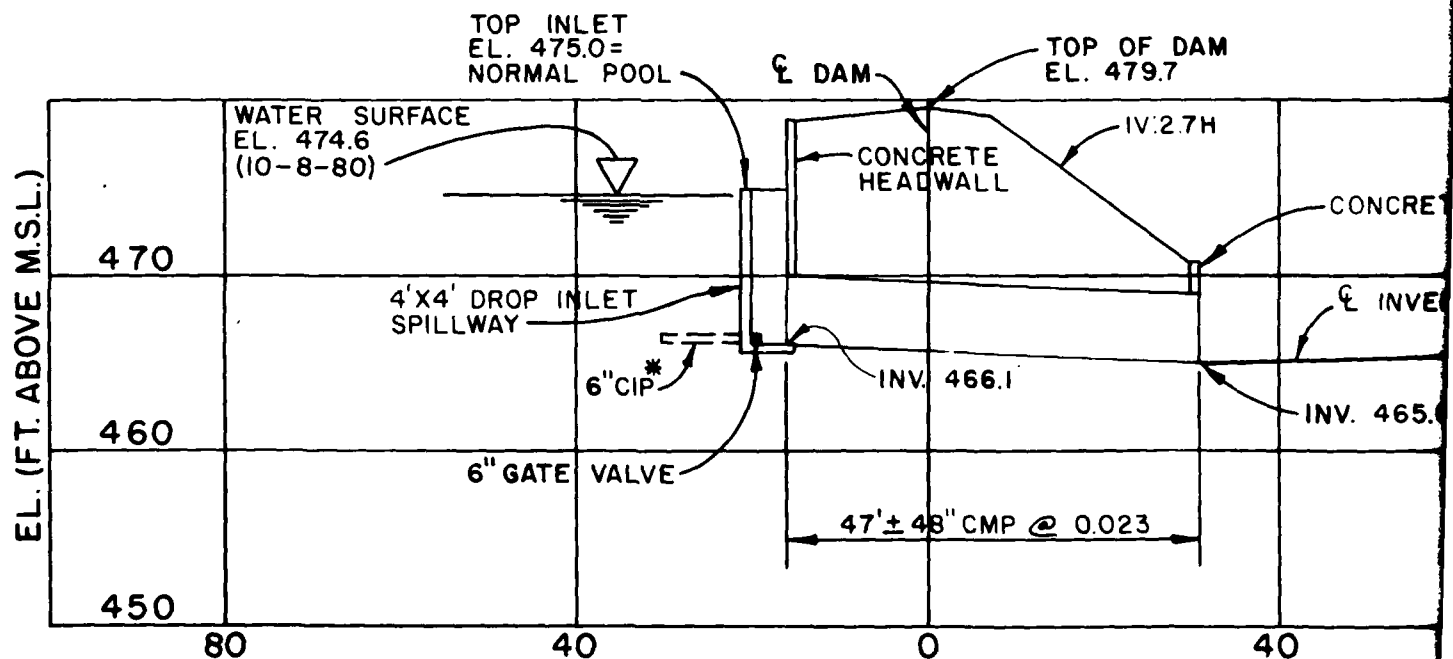 TOP INLET
EL. 475.0=
NORMAL POOL
℄ DAM
TOP OF DAM
EL. 479.7
WATER SURFACE
EL. 474.6
(10-8-80)
CONCRETE
HEADWALL
IV:2.7H
CONCRET
EL. (FT. ABOVE M.S.L.)
470
4'X4' DROP INLET
SPILLWAY
℄ INVE
6" CIP*
INV. 466.1
INV. 465.
460
6" GATE VALVE
47'± 48" CMP @ 0.023
450
80
40
0
40